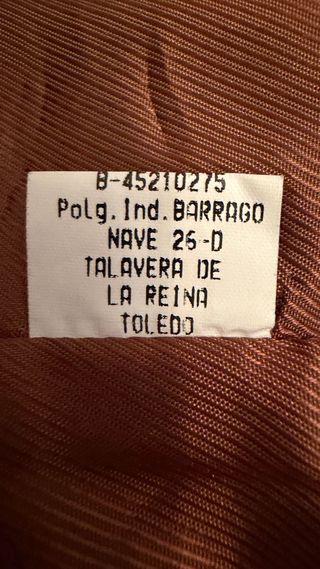 B-45210275
Polg.Ind.BARRAGO
NAVE 26-D
TALAVERA DE
LA REINA
TOLEDO